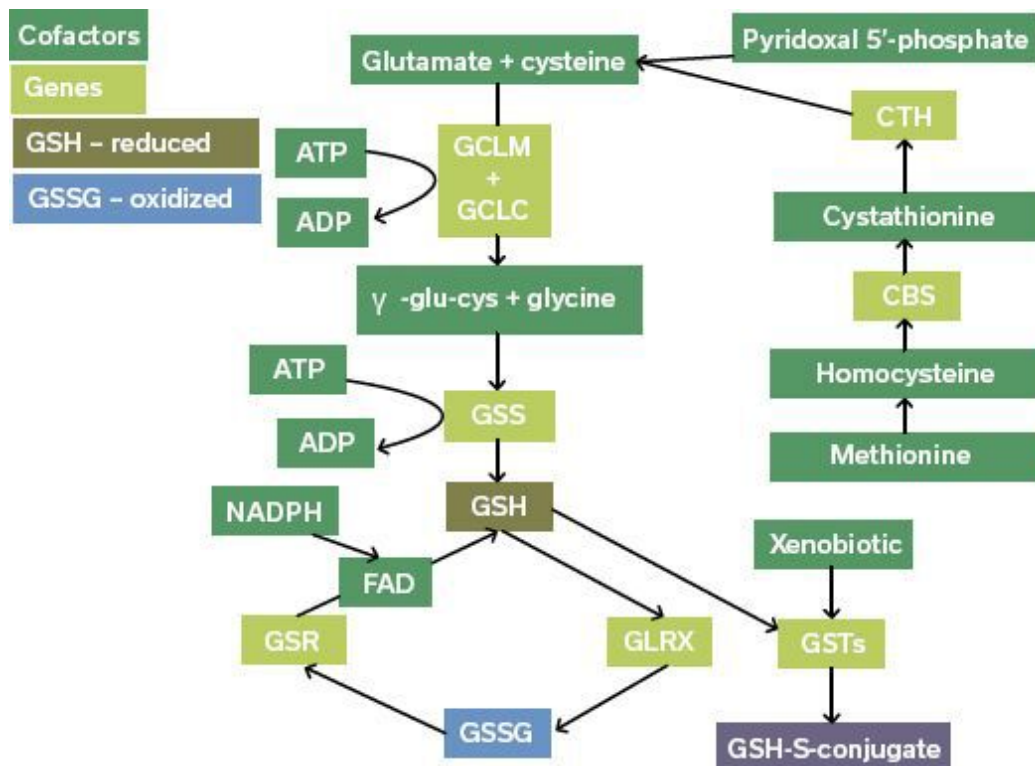 Cofactors
Genes
GSH – reduced
GSSG – oxidized
Glutamate + cysteine
Pyridoxal 5'-phosphate
CTH
ATP
ADP
GCLM
+
GCLC
Cystathionine
CBS
γ -glu-cys + glycine
Homocysteine
Methionine
ATP
ADP
GSS
GSH
NADPH
FAD
GSR
GLRX
GSSG
Xenobiotic
GSTs
GSH-S-conjugate